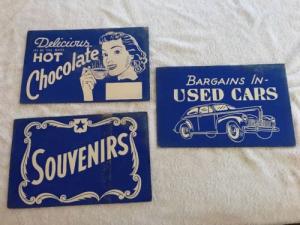 Delicious
HOT
Chocolate
BARGAINS IN-
USED CARS
SOUVENIRS